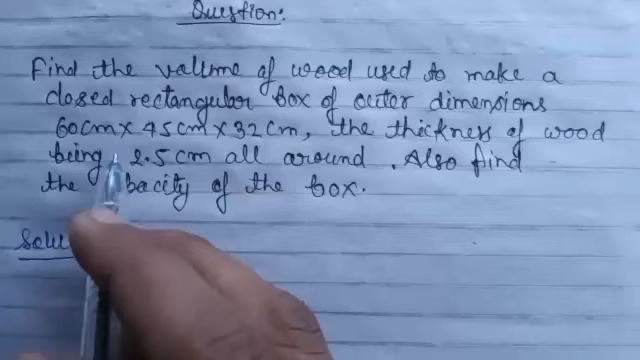 Question:
Find the volume of wood used to make a
closed rectangular box of outer dimensions
60cm x 45cm x 32cm, the thickness of wood
being 2.5cm all around. Also find
the bacity of the box.
Solu